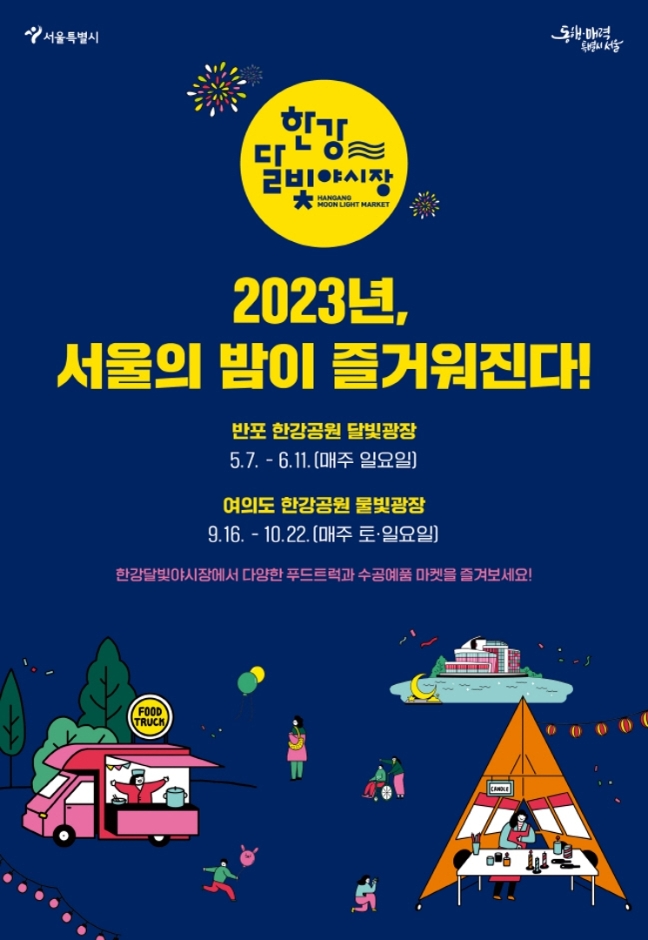 서울특별시
동행·매력
특별시 서울
한강
달빛야시장
HANGANG
MOON LIGHT MARKET
2023년,
서울의 밤이 즐거워진다!
반포 한강공원 달빛광장
5.7. - 6.11.(매주 일요일)
여의도 한강공원 물빛광장
9.16. - 10.22.(매주 토·일요일)
한강달빛야시장에서 다양한 푸드트럭과 수공예품 마켓을 즐겨보세요!
FOOD
TRUCK
CANDLE